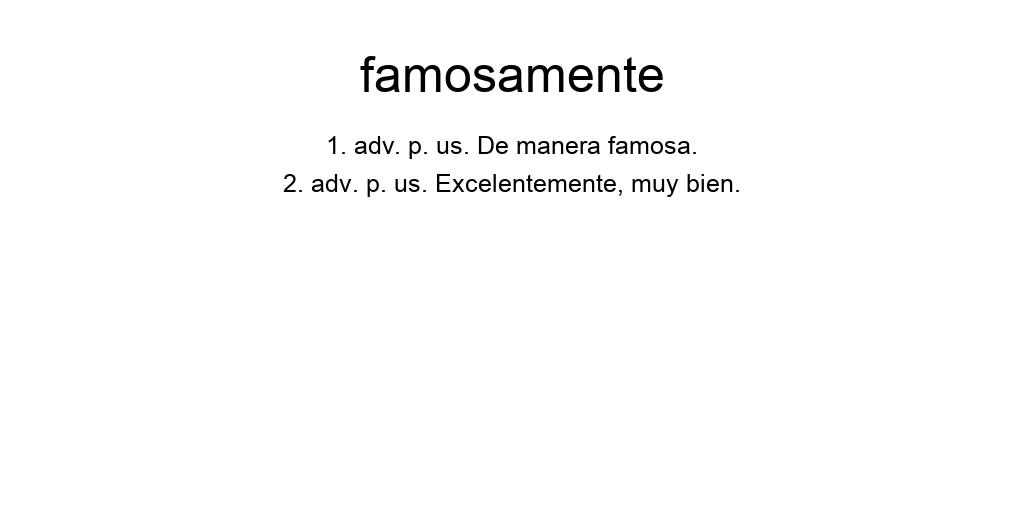 famosamente
1. adv. p. us. De manera famosa.
2. adv. p. us. Excelentemente, muy bien.